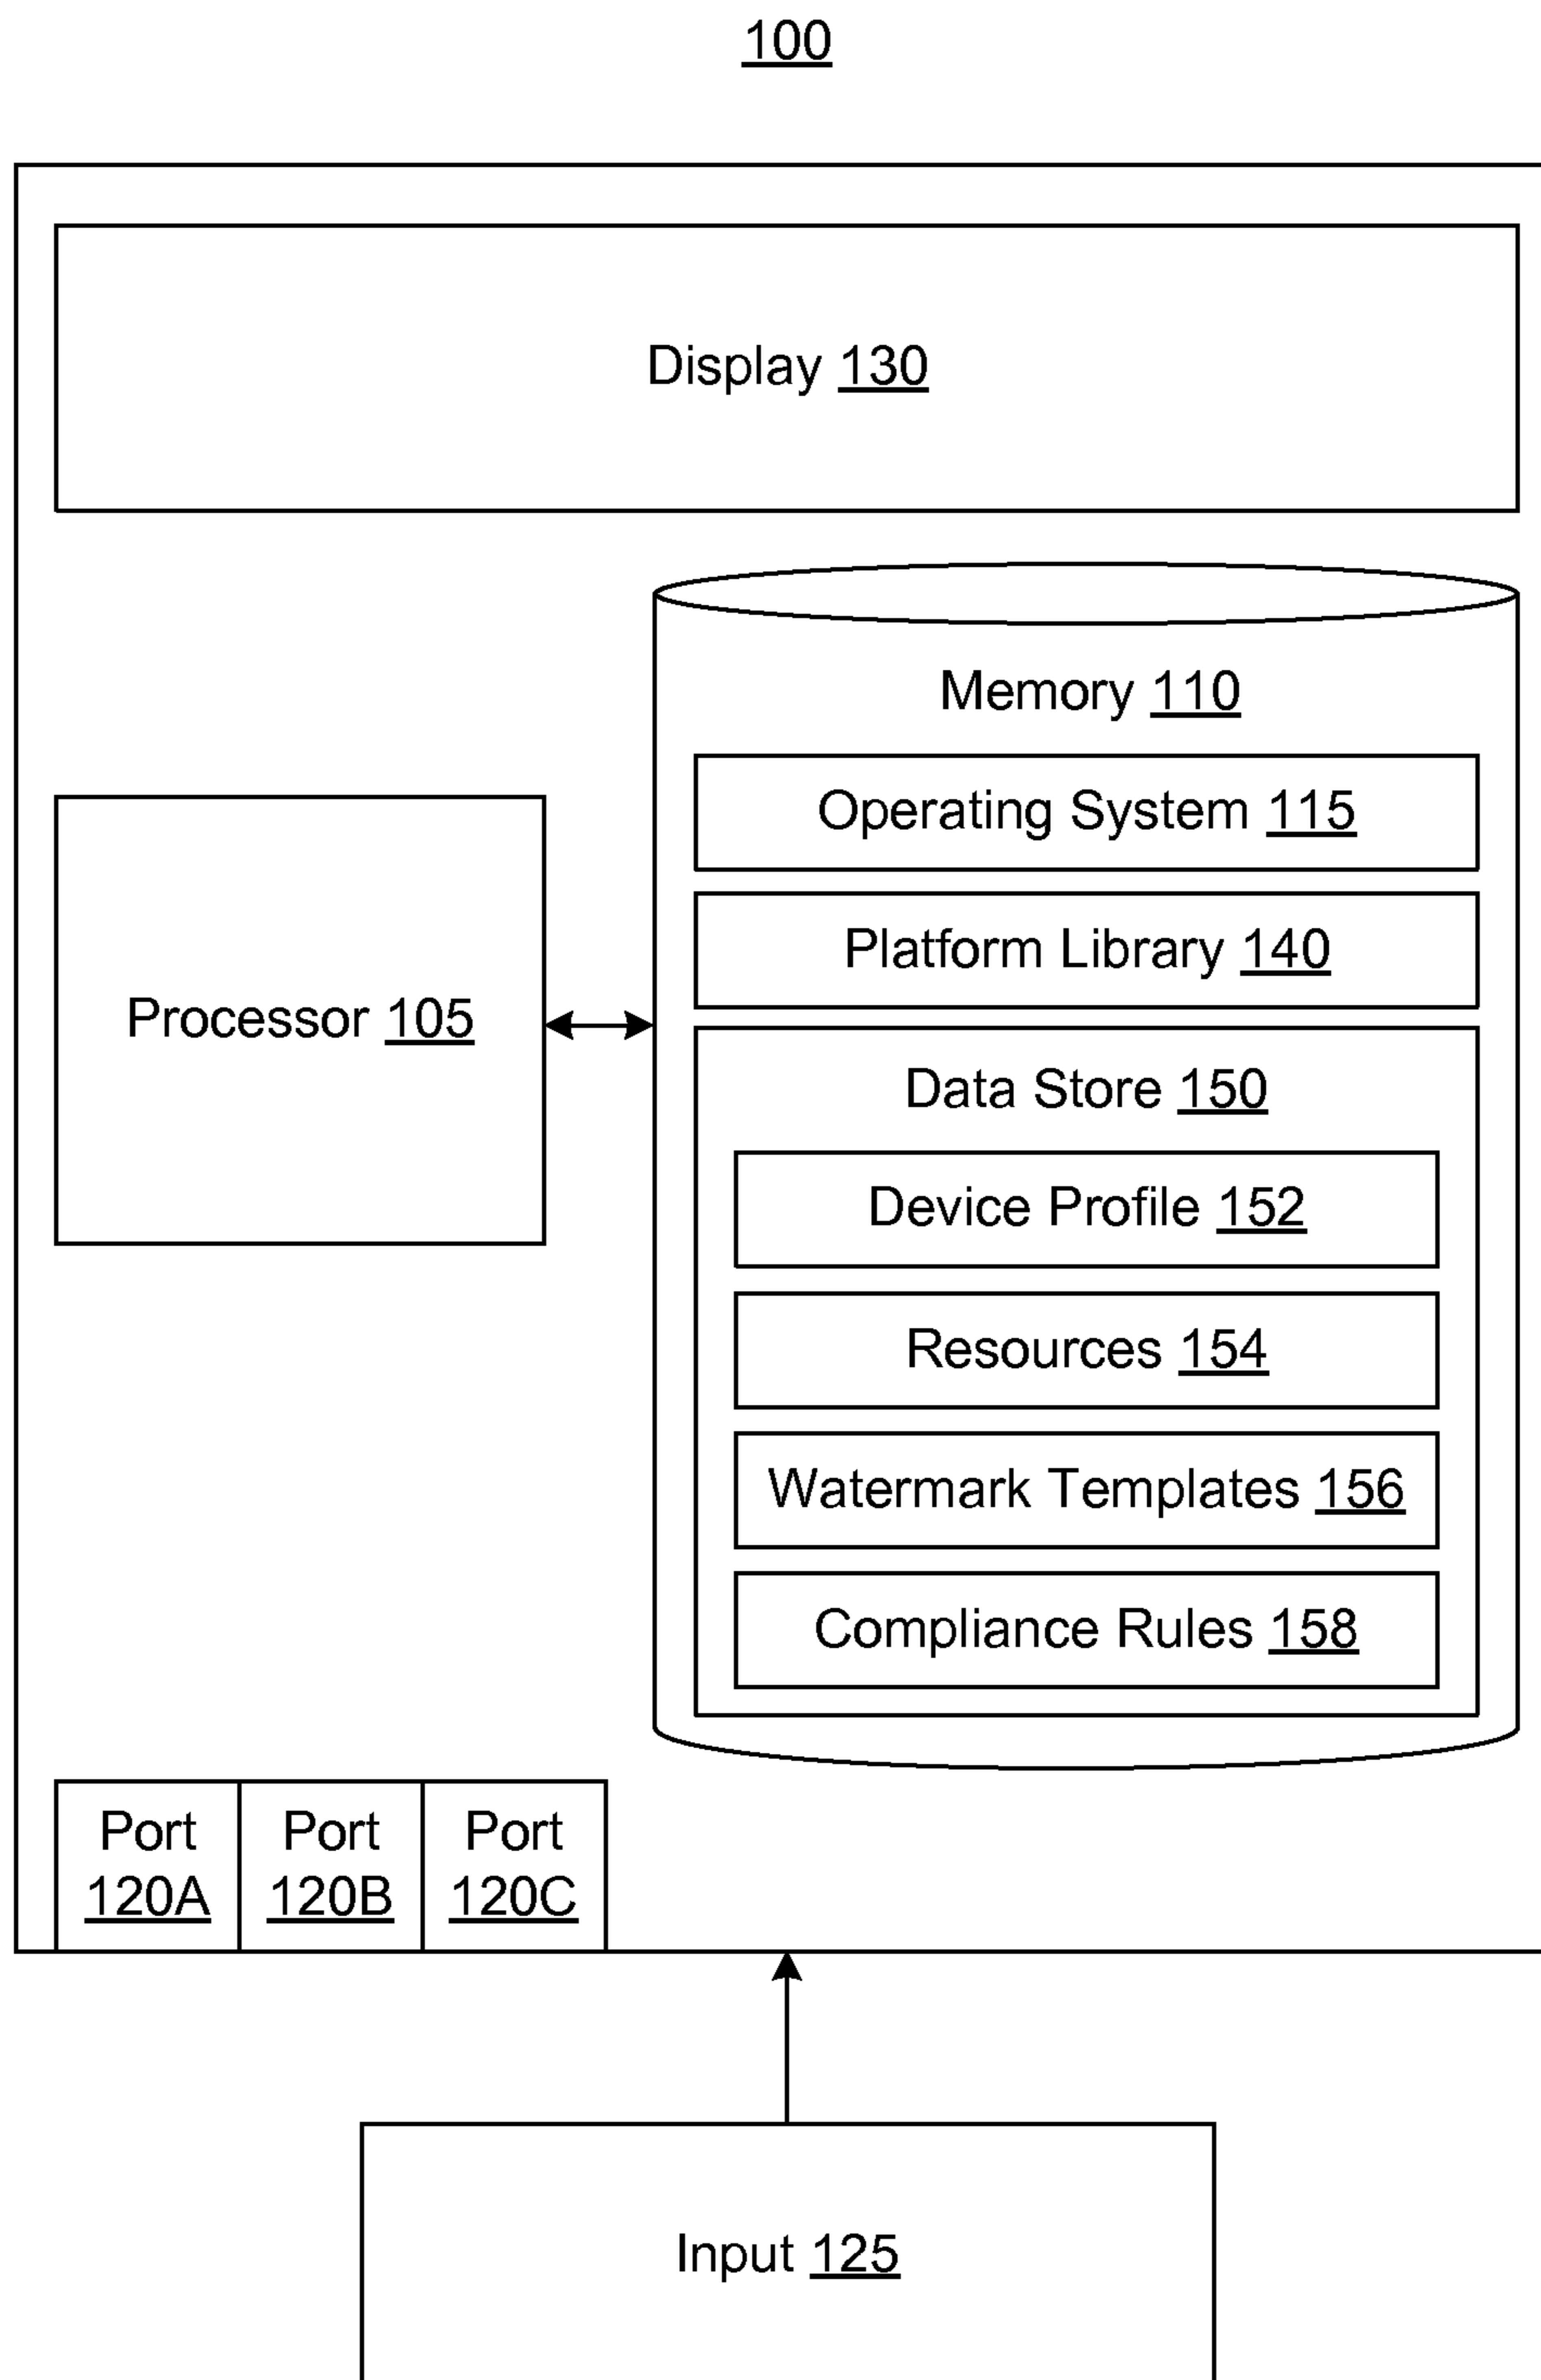 100
Display 130
Memory 110
Operating System 115
Platform Library 140
Processor 105
Data Store 150
Device Profile 152
Resources 154
Watermark Templates 156
Compliance Rules 158
Port
120A
Port
120B
Port
120C
Input 125